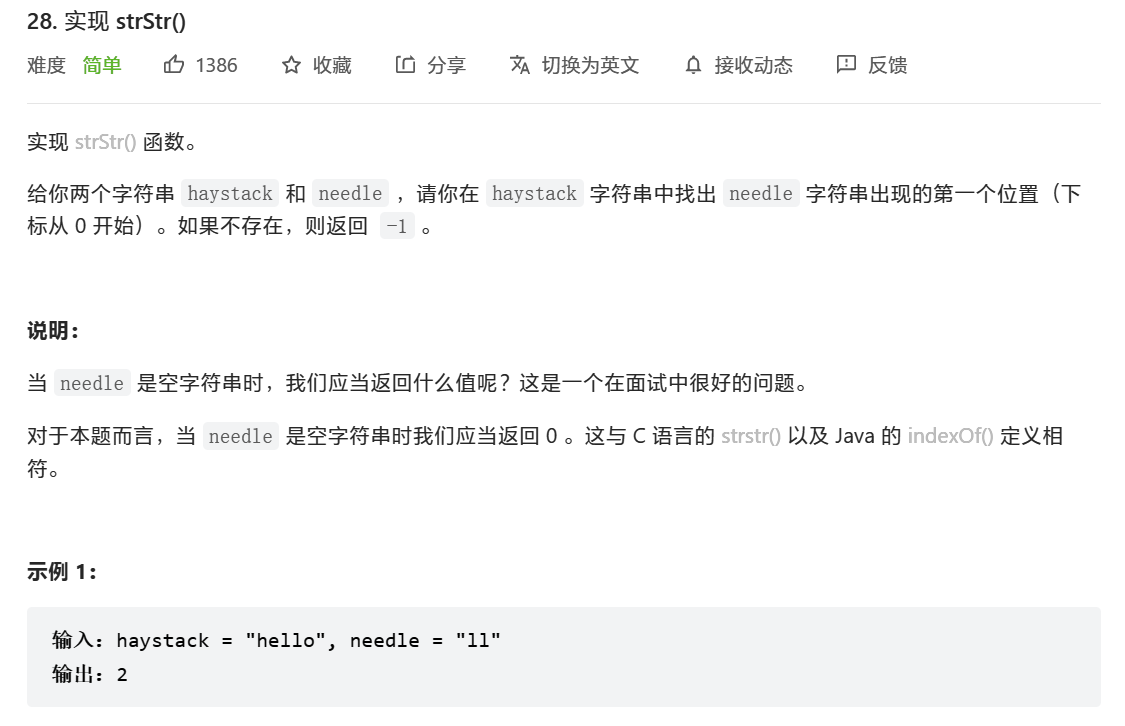 28. 实现 strStr()
难度 简单 1386 收藏 分享 切换为英文 接收动态 反馈
实现 strStr() 函数。
给你两个字符串 haystack 和 needle ，请你在 haystack 字符串中找出 needle 字符串出现的第一个位置（下
标从 0 开始）。如果不存在，则返回 -1 。
说明：
当 needle 是空字符串时，我们应当返回什么值呢？这是一个在面试中很好的问题。
对于本题而言，当 needle 是空字符串时我们应当返回 0 。这与 C 语言的 strstr() 以及 Java 的 indexOf() 定义相
符。
示例 1：
输入：haystack = "hello", needle = "ll"
输出：2